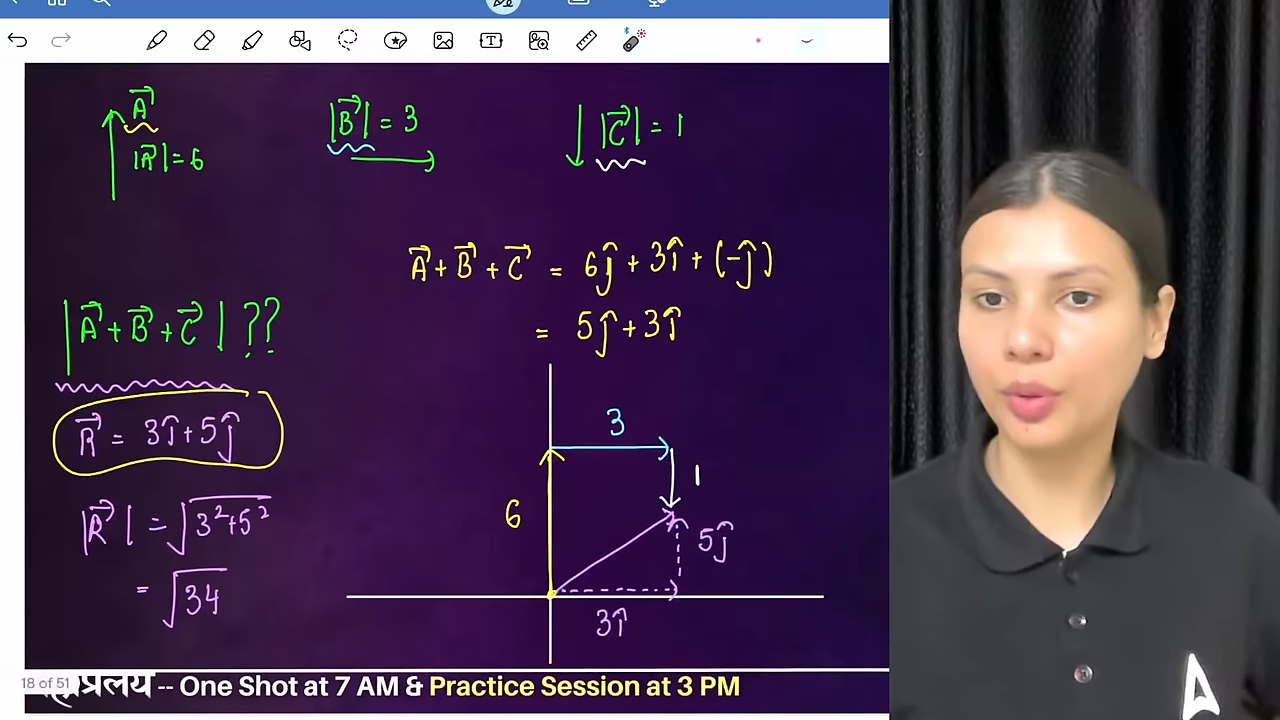 A⃗
|A⃗| = 6
|B⃗| = 3
|C⃗| = 1
A⃗ + B⃗ + C⃗ = 6ĵ + 3î + (-ĵ)
= 5ĵ + 3î
|A⃗ + B⃗ + C⃗| ??
R⃗ = 3î + 5ĵ
|R⃗| = √3² + 5²
= √34
3
1
6
5ĵ
3î
18 of 51
-- One Shot at 7 AM & Practice Session at 3 PM